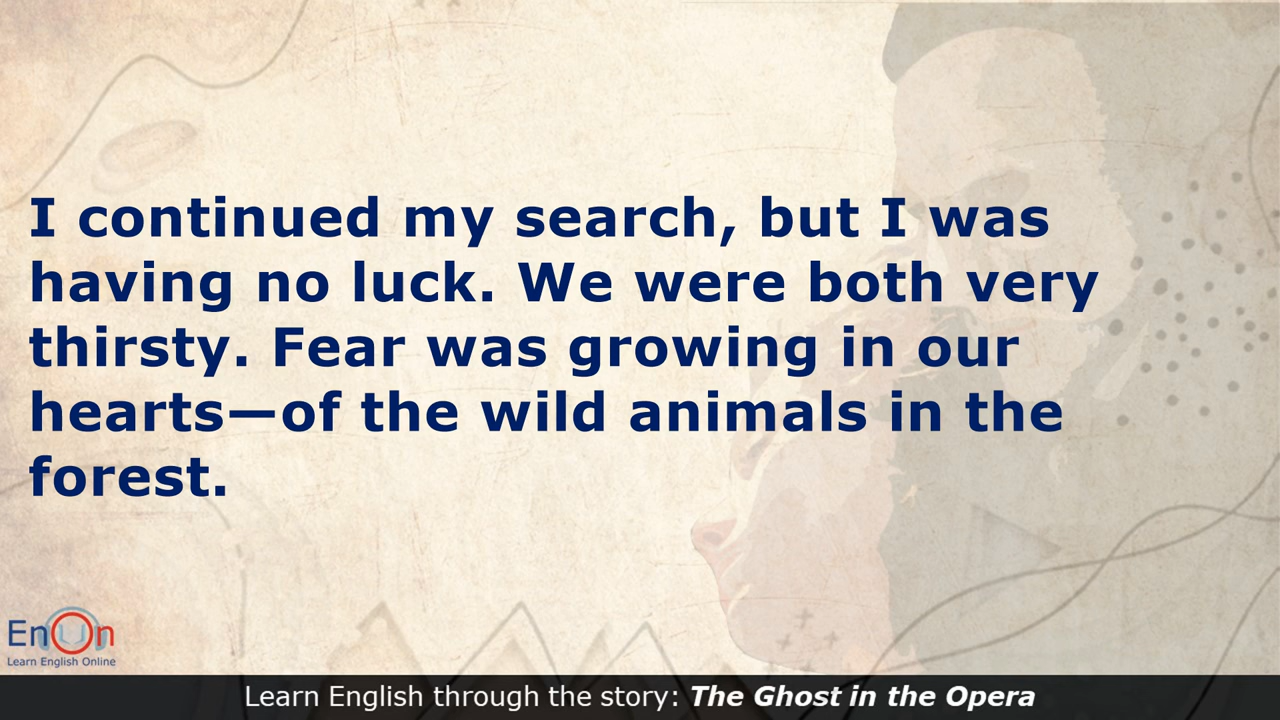 I continued my search, but I was
having no luck. We were both very
thirsty. Fear was growing in our
hearts—of the wild animals in the
forest.
EnOn
Learn English Online
Learn English through the story: The Ghost in the Opera